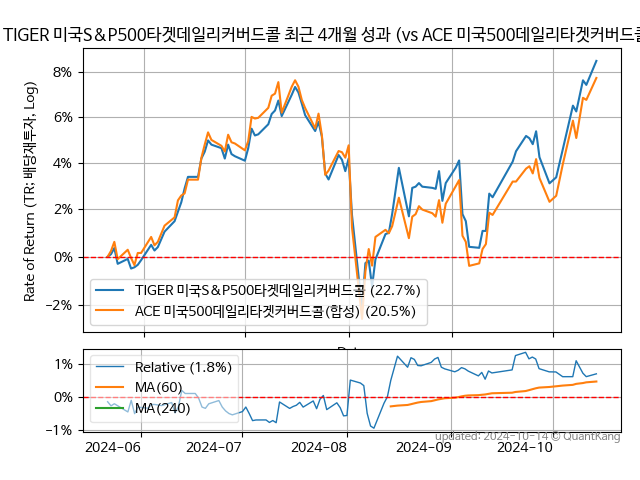 TIGER 미국S&P500타겟데일리커버드콜 최근 4개월 성과 (vs ACE 미국500데일리타겟커버드콜
Rate of Return (TR: 배당재투자, Log)
8%
6%
4%
2%
0%
−2%
TIGER 미국S&P500타겟데일리커버드콜 (22.7%)
ACE 미국500데일리타겟커버드콜(합성) (20.5%)
1%
0%
−1%
Relative (1.8%)
MA(60)
MA(240)
updated: 2024-10-14 © QuantKang
2024-06
2024-07
2024-08
2024-09
2024-10